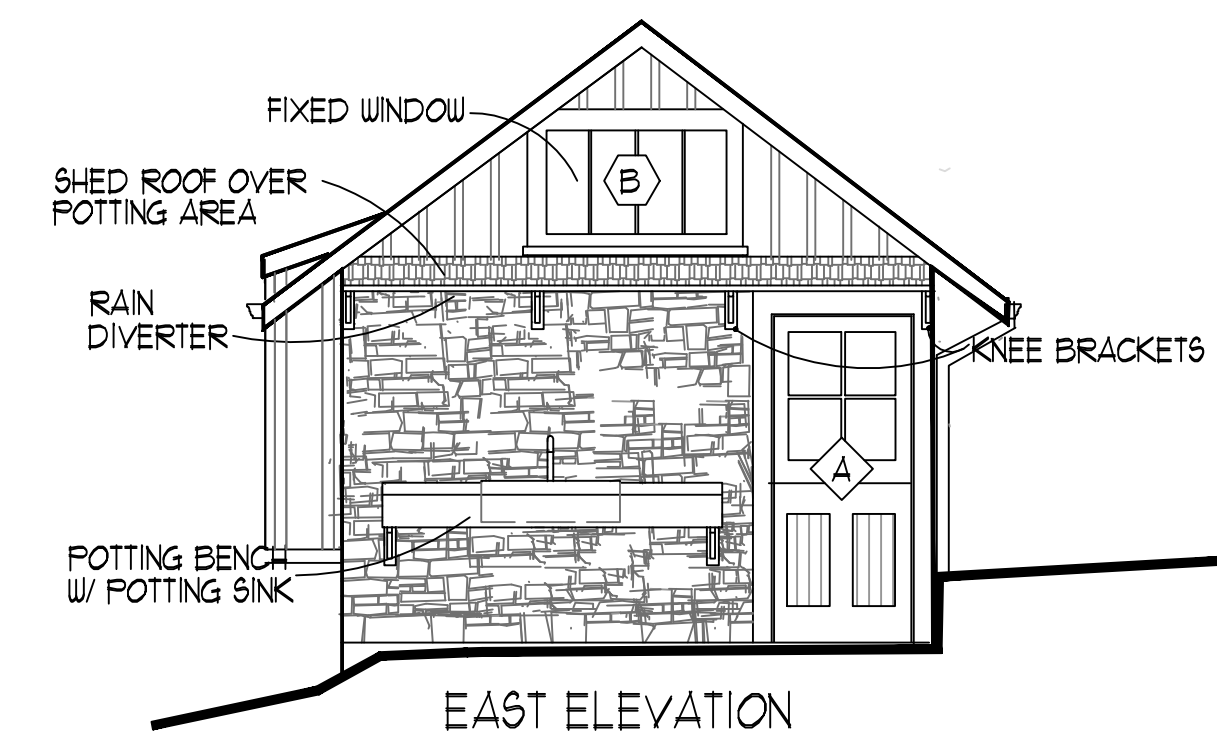 FIXED WINDOW
B
SHED ROOF OVER
POTTING AREA
RAIN
DIVERTER
KNEE BRACKETS
A
POTTING BENCH
W/ POTTING SINK
EAST ELEVATION